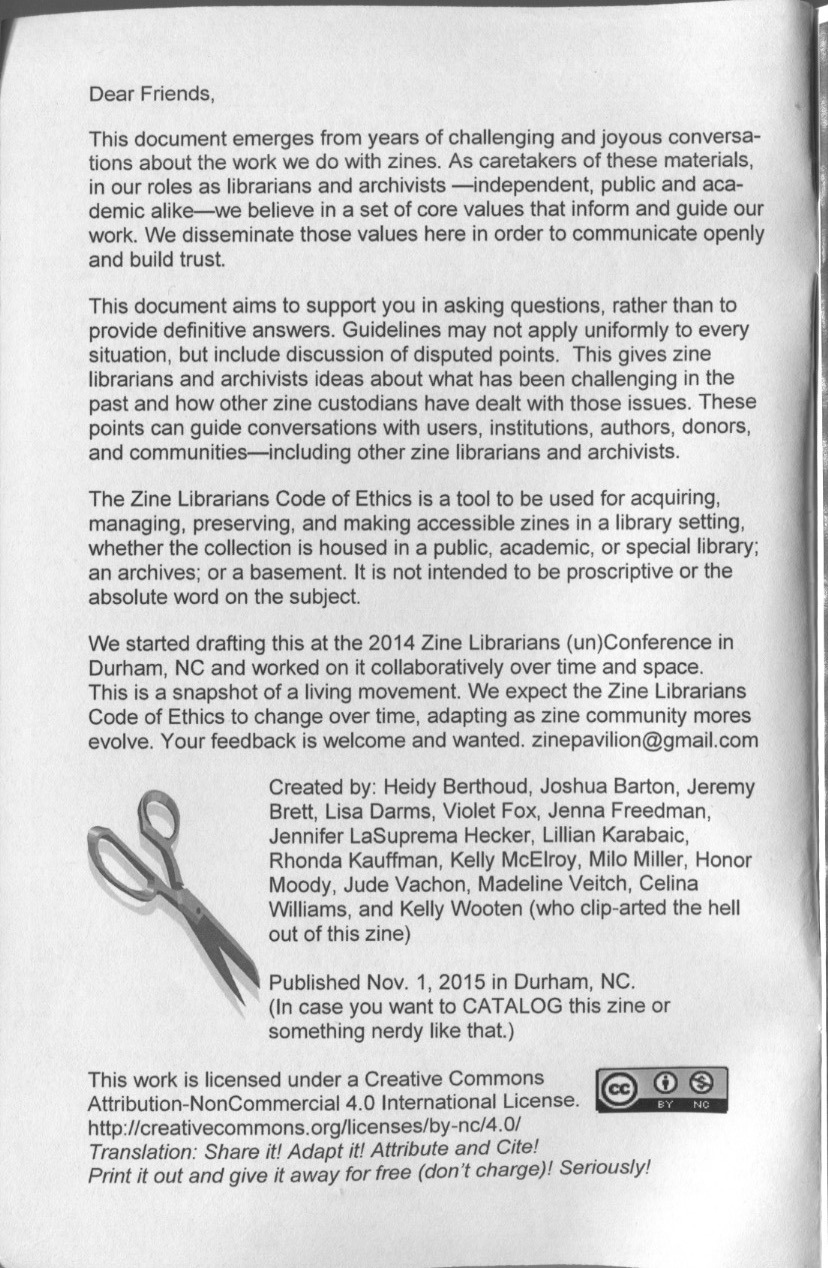 Dear Friends,
This document emerges from years of challenging and joyous conversa-
tions about the work we do with zines. As caretakers of these materials,
in our roles as librarians and archivists —independent, public and aca-
demic alike—we believe in a set of core values that inform and guide our
work. We disseminate those values here in order to communicate openly
and build trust.
This document aims to support you in asking questions, rather than to
provide definitive answers. Guidelines may not apply uniformly to every
situation, but include discussion of disputed points.  This gives zine
librarians and archivists ideas about what has been challenging in the
past and how other zine custodians have dealt with those issues. These
points can guide conversations with users, institutions, authors, donors,
and communities—including other zine librarians and archivists.
The Zine Librarians Code of Ethics is a tool to be used for acquiring,
managing, preserving, and making accessible zines in a library setting,
whether the collection is housed in a public, academic, or special library;
an archives; or a basement. It is not intended to be proscriptive or the
absolute word on the subject.
We started drafting this at the 2014 Zine Librarians (un)Conference in
Durham, NC and worked on it collaboratively over time and space.
This is a snapshot of a living movement. We expect the Zine Librarians
Code of Ethics to change over time, adapting as zine community mores
evolve. Your feedback is welcome and wanted. zinepavilion@gmail.com
Created by: Heidy Berthoud, Joshua Barton, Jeremy
Brett, Lisa Darms, Violet Fox, Jenna Freedman,
Jennifer LaSuprema Hecker, Lillian Karabaic,
Rhonda Kauffman, Kelly McElroy, Milo Miller, Honor
Moody, Jude Vachon, Madeline Veitch, Celina
Williams, and Kelly Wooten (who clip-arted the hell
out of this zine)
Published Nov. 1, 2015 in Durham, NC.
(In case you want to CATALOG this zine or
something nerdy like that.)
This work is licensed under a Creative Commons
Attribution-NonCommercial 4.0 International License.
http://creativecommons.org/licenses/by-nc/4.0/
Translation: Share it! Adapt it! Attribute and Cite!
Print it out and give it away for free (don't charge)! Seriously!
cc
BY NC